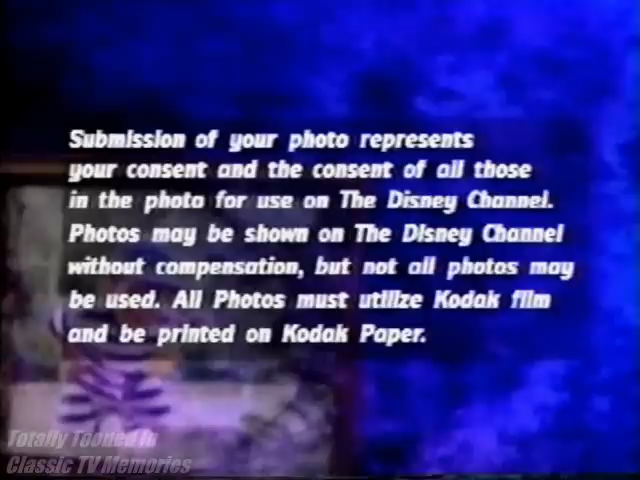 Submission of your photo represents
your consent and the consent of all those
in the photo for use on The Disney Channel.
Photos may be shown on The Disney Channel
without compensation, but not all photos may
be used. All Photos must utilize Kodak film
and be printed on Kodak Paper.
Totally Tooned In
Classic TV Memories